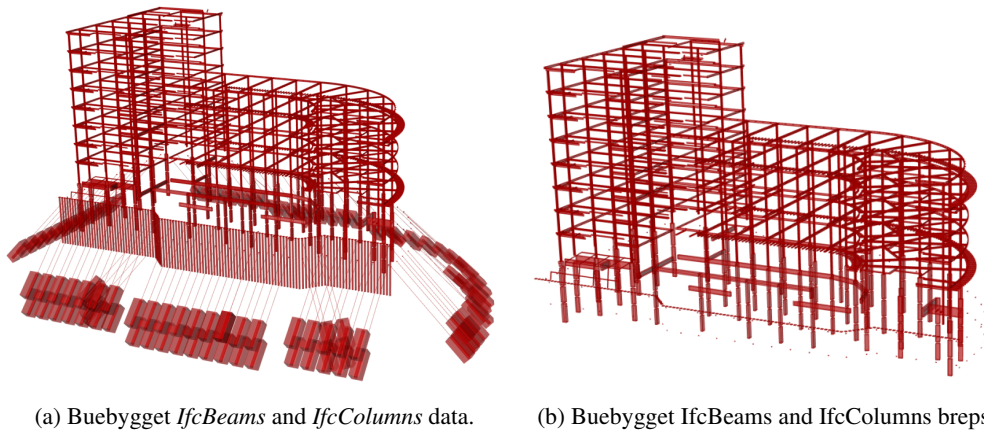 (a) Buebygget IfcBeams and IfcColumns data.
(b) Buebygget IfcBeams and IfcColumns breps